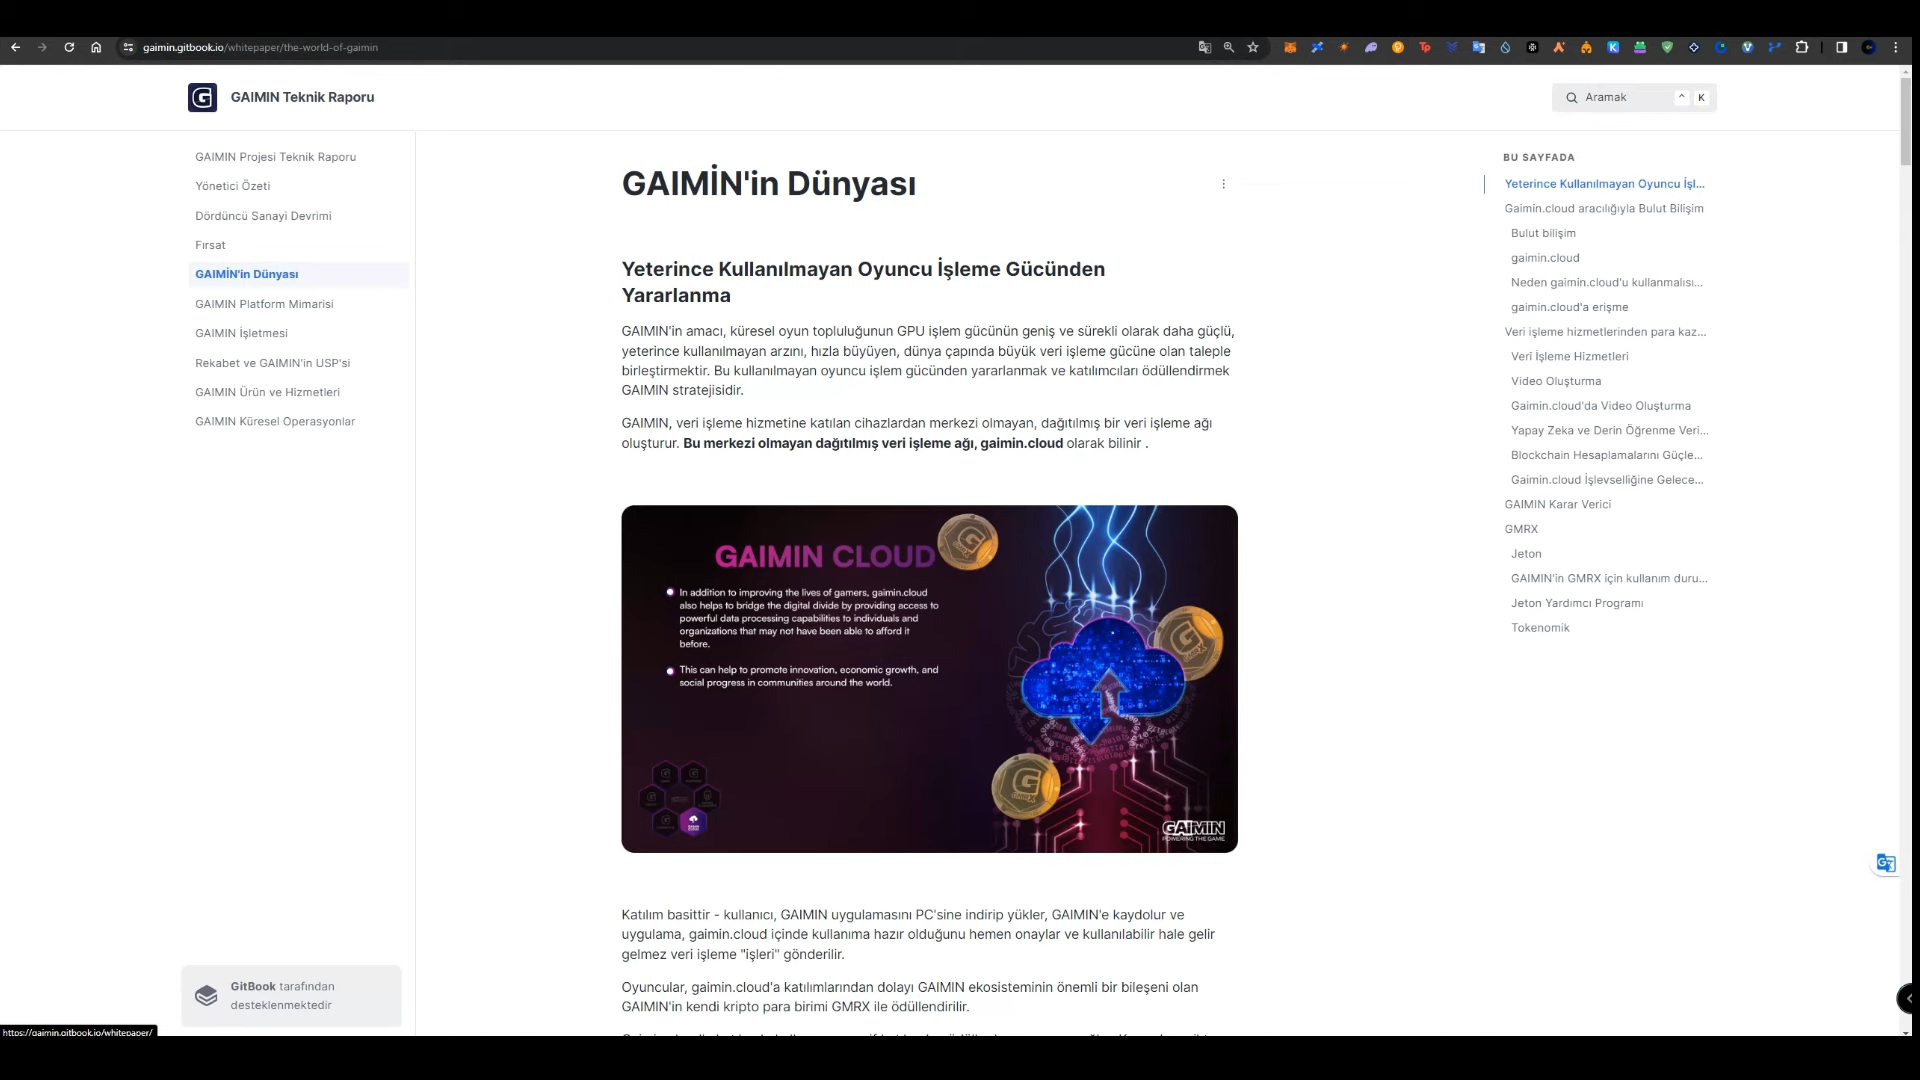 gaimin.gitbook.io/whitepaper/the-world-of-gaimin
GAIMIN Teknik Raporu
Aramak
^ K
GAIMIN Projesi Teknik Raporu
Yönetici Özeti
Dördüncü Sanayi Devrimi
Fırsat
GAIMİN'in Dünyası
GAIMIN Platform Mimarisi
GAIMIN İşletmesi
Rekabet ve GAIMIN'in USP'si
GAIMIN Ürün ve Hizmetleri
GAIMIN Küresel Operasyonlar
GitBook tarafından
desteklenmektedir
https://gaimin.gitbook.io/whitepaper/
GAIMİN'in Dünyası
Yeterince Kullanılmayan Oyuncu İşleme Gücünden
Yararlanma
GAIMIN'in amacı, küresel oyun topluluğunun GPU işlem gücünün geniş ve sürekli olarak daha güçlü,
yeterince kullanılmayan arzını, hızla büyüyen, dünya çapında büyük veri işleme gücüne olan taleple
birleştirmektir. Bu kullanılmayan oyuncu işlem gücünden yararlanmak ve katılımcıları ödüllendirmek
GAIMIN stratejisidir.
GAIMIN, veri işleme hizmetine katılan cihazlardan merkezi olmayan, dağıtılmış bir veri işleme ağı
oluşturur. Bu merkezi olmayan dağıtılmış veri işleme ağı, gaimin.cloud olarak bilinir .
GAIMIN CLOUD
In addition to improving the lives of gamers, gaimin.cloud
also helps to bridge the digital divide by providing access to
powerful data processing capabilities to individuals and
organizations that may not have been able to afford it
before.
This can help to promote innovation, economic growth, and
social progress in communities around the world.
GAIMIN
POWERING THE GAME
Katılım basittir - kullanıcı, GAIMIN uygulamasını PC'sine indirip yükler, GAIMIN'e kaydolur ve
uygulama, gaimin.cloud içinde kullanıma hazır olduğunu hemen onaylar ve kullanılabilir hale gelir
gelmez veri işleme "işleri" gönderilir.
Oyuncular, gaimin.cloud'a katılımlarından dolayı GAIMIN ekosisteminin önemli bir bileşeni olan
GAIMIN'in kendi kripto para birimi GMRX ile ödüllendirilir.
BU SAYFADA
Yeterince Kullanılmayan Oyuncu İşl...
Gaimin.cloud aracılığıyla Bulut Bilişim
Bulut bilişim
gaimin.cloud
Neden gaimin.cloud'u kullanmalısı...
gaimin.cloud'a erişme
Veri işleme hizmetlerinden para kaz...
Veri İşleme Hizmetleri
Video Oluşturma
Gaimin.cloud'da Video Oluşturma
Yapay Zeka ve Derin Öğrenme Veri...
Blockchain Hesaplamalarını Güçle...
Gaimin.cloud İşlevselliğine Gelece...
GAIMIN Karar Verici
GMRX
Jeton
GAIMIN'in GMRX için kullanım duru...
Jeton Yardımcı Programı
Tokenomik